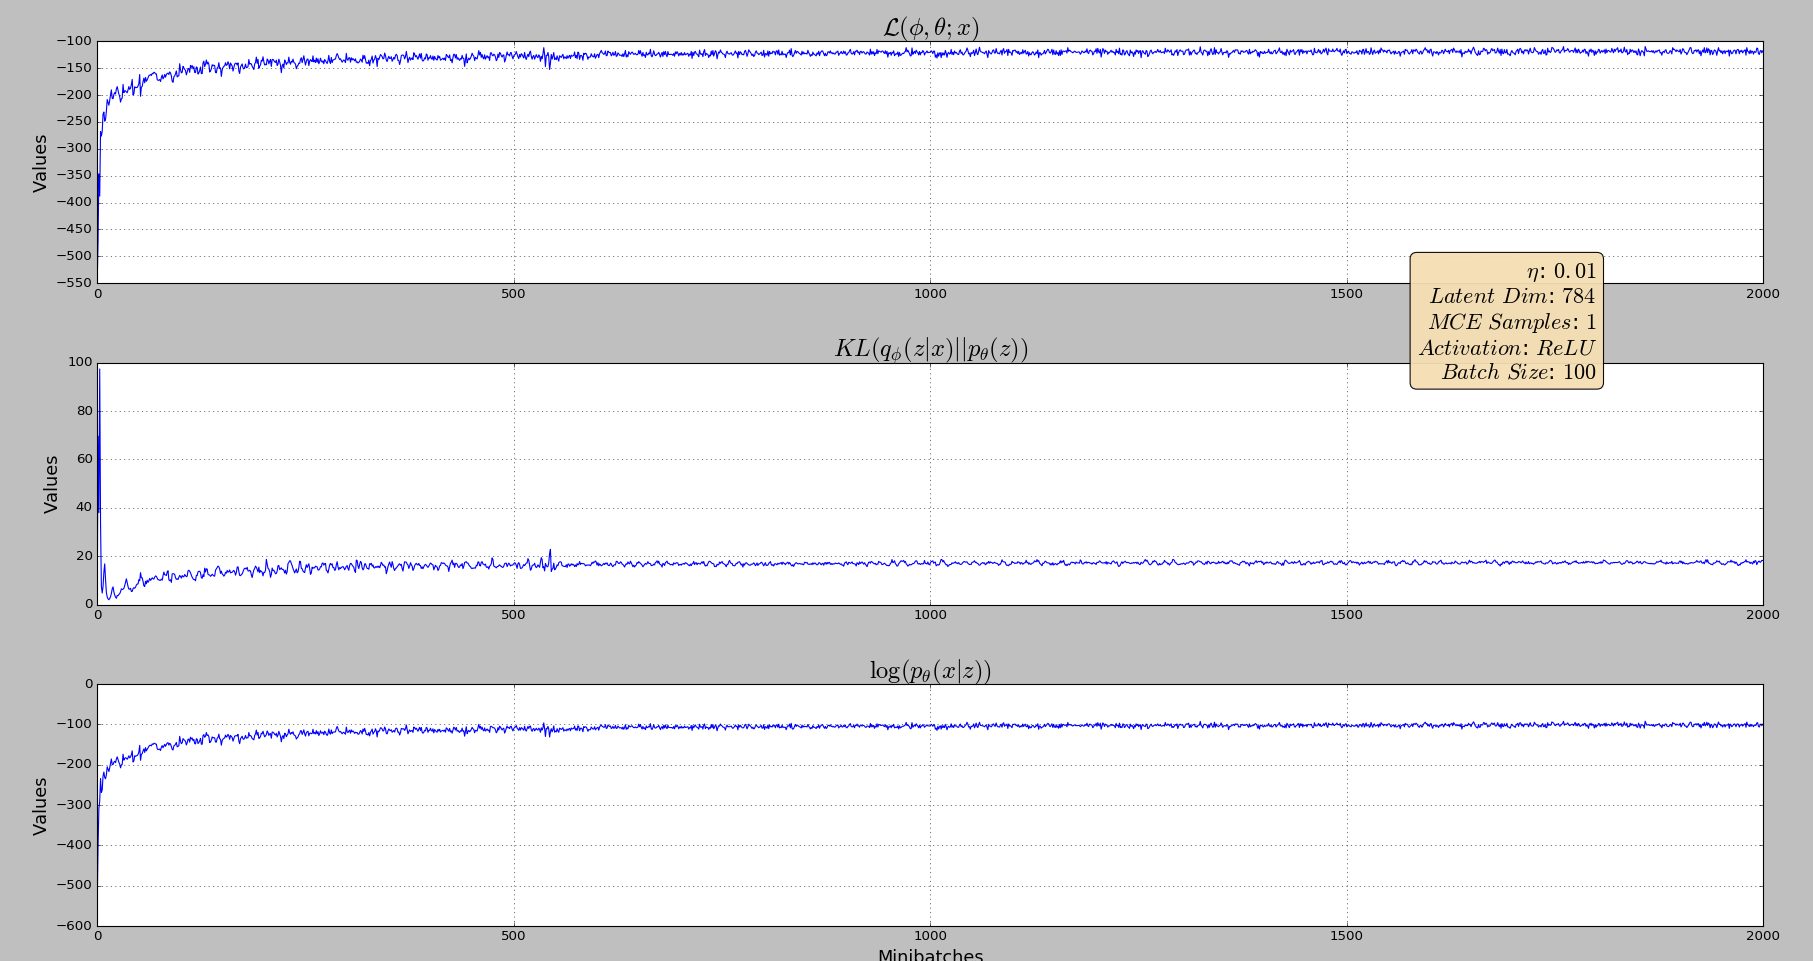 ℒ(ϕ, θ; x)
−100
−150
−200
−250
−300
−350
−400
−450
−500
−550
Values
0 500 1000 1500 2000
η: 0.01
Latent Dim: 784
MCE Samples: 1
Activation: ReLU
Batch Size: 100
KL(qϕ(z|x)||pθ(z))
100
80
60
40
20
0
Values
0 500 1000 1500 2000
log(pθ(x|z))
0
−100
−200
−300
−400
−500
−600
Values
0 500 1000 1500 2000
Minibatches